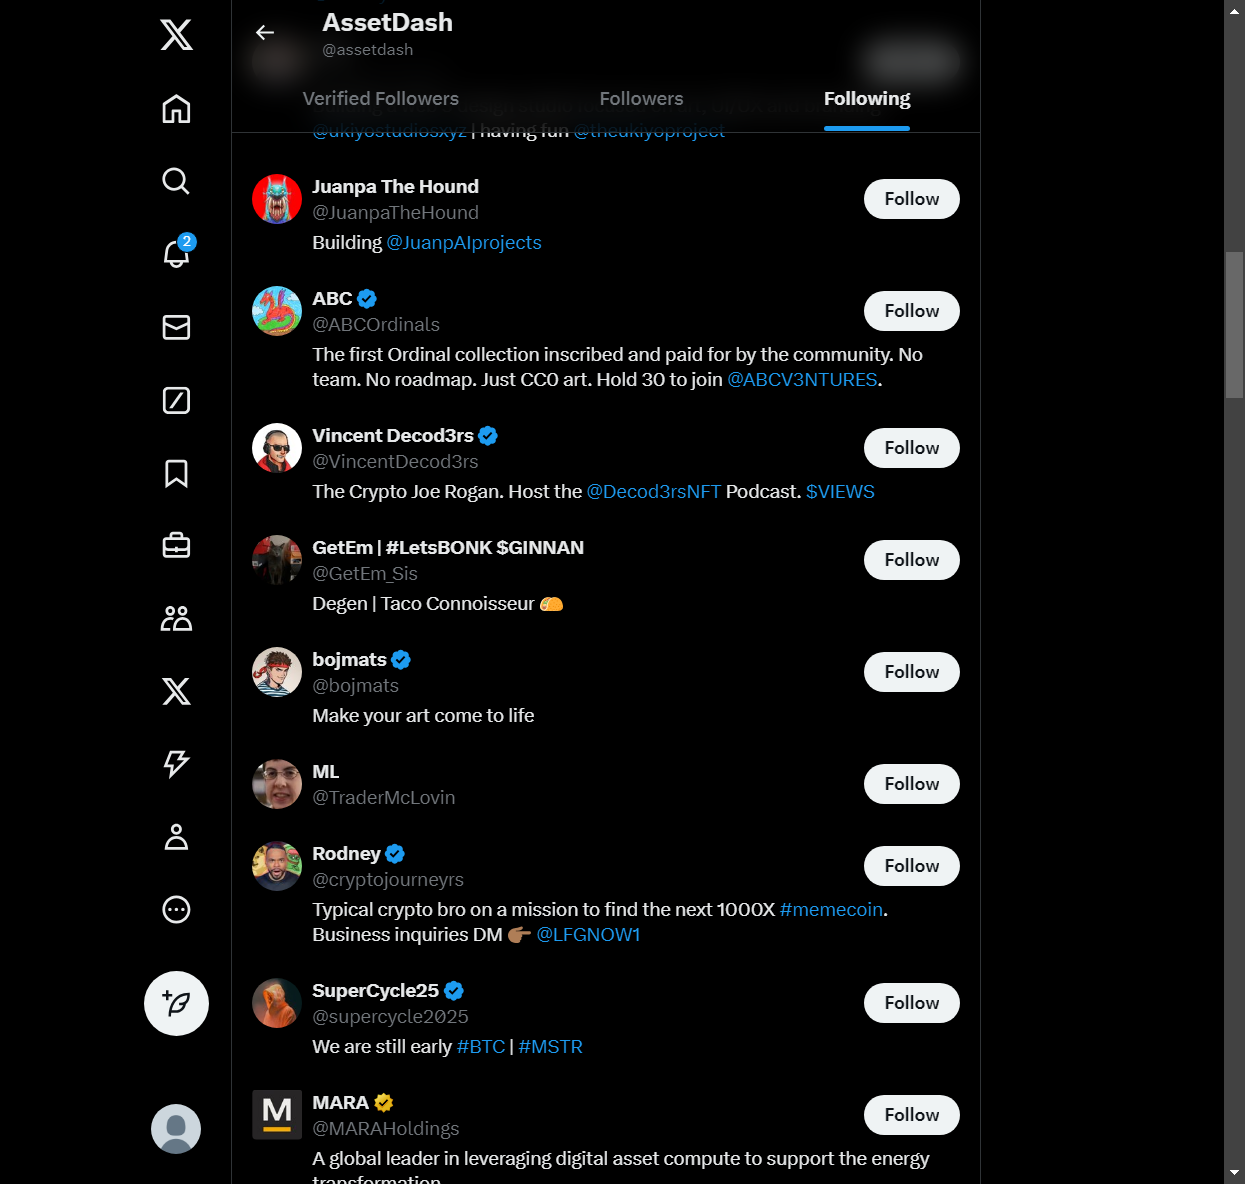 AssetDash
@assetdash
Verified Followers
Followers
Following
@ukiyostudiosxyz | having fun @theukiyoproject
2
Juanpa The Hound
@JuanpaTheHound
Follow
Building @JuanpAIprojects
ABC
@ABCOrdinals
Follow
The first Ordinal collection inscribed and paid for by the community. No
team. No roadmap. Just CC0 art. Hold 30 to join @ABCV3NTURES.
Vincent Decod3rs
@VincentDecod3rs
Follow
The Crypto Joe Rogan. Host the @Decod3rsNFT Podcast. $VIEWS
GetEm | #LetsBONK $GINNAN
@GetEm_Sis
Follow
Degen | Taco Connoisseur 🌮
bojmats
@bojmats
Follow
Make your art come to life
ML
@TraderMcLovin
Follow
Rodney
@cryptojourneyrs
Follow
Typical crypto bro on a mission to find the next 1000X #memecoin.
Business inquiries DM 👉🏽 @LFGNOW1
SuperCycle25
@supercycle2025
Follow
We are still early #BTC | #MSTR
M
MARA
@MARAHoldings
Follow
A global leader in leveraging digital asset compute to support the energy
transformation